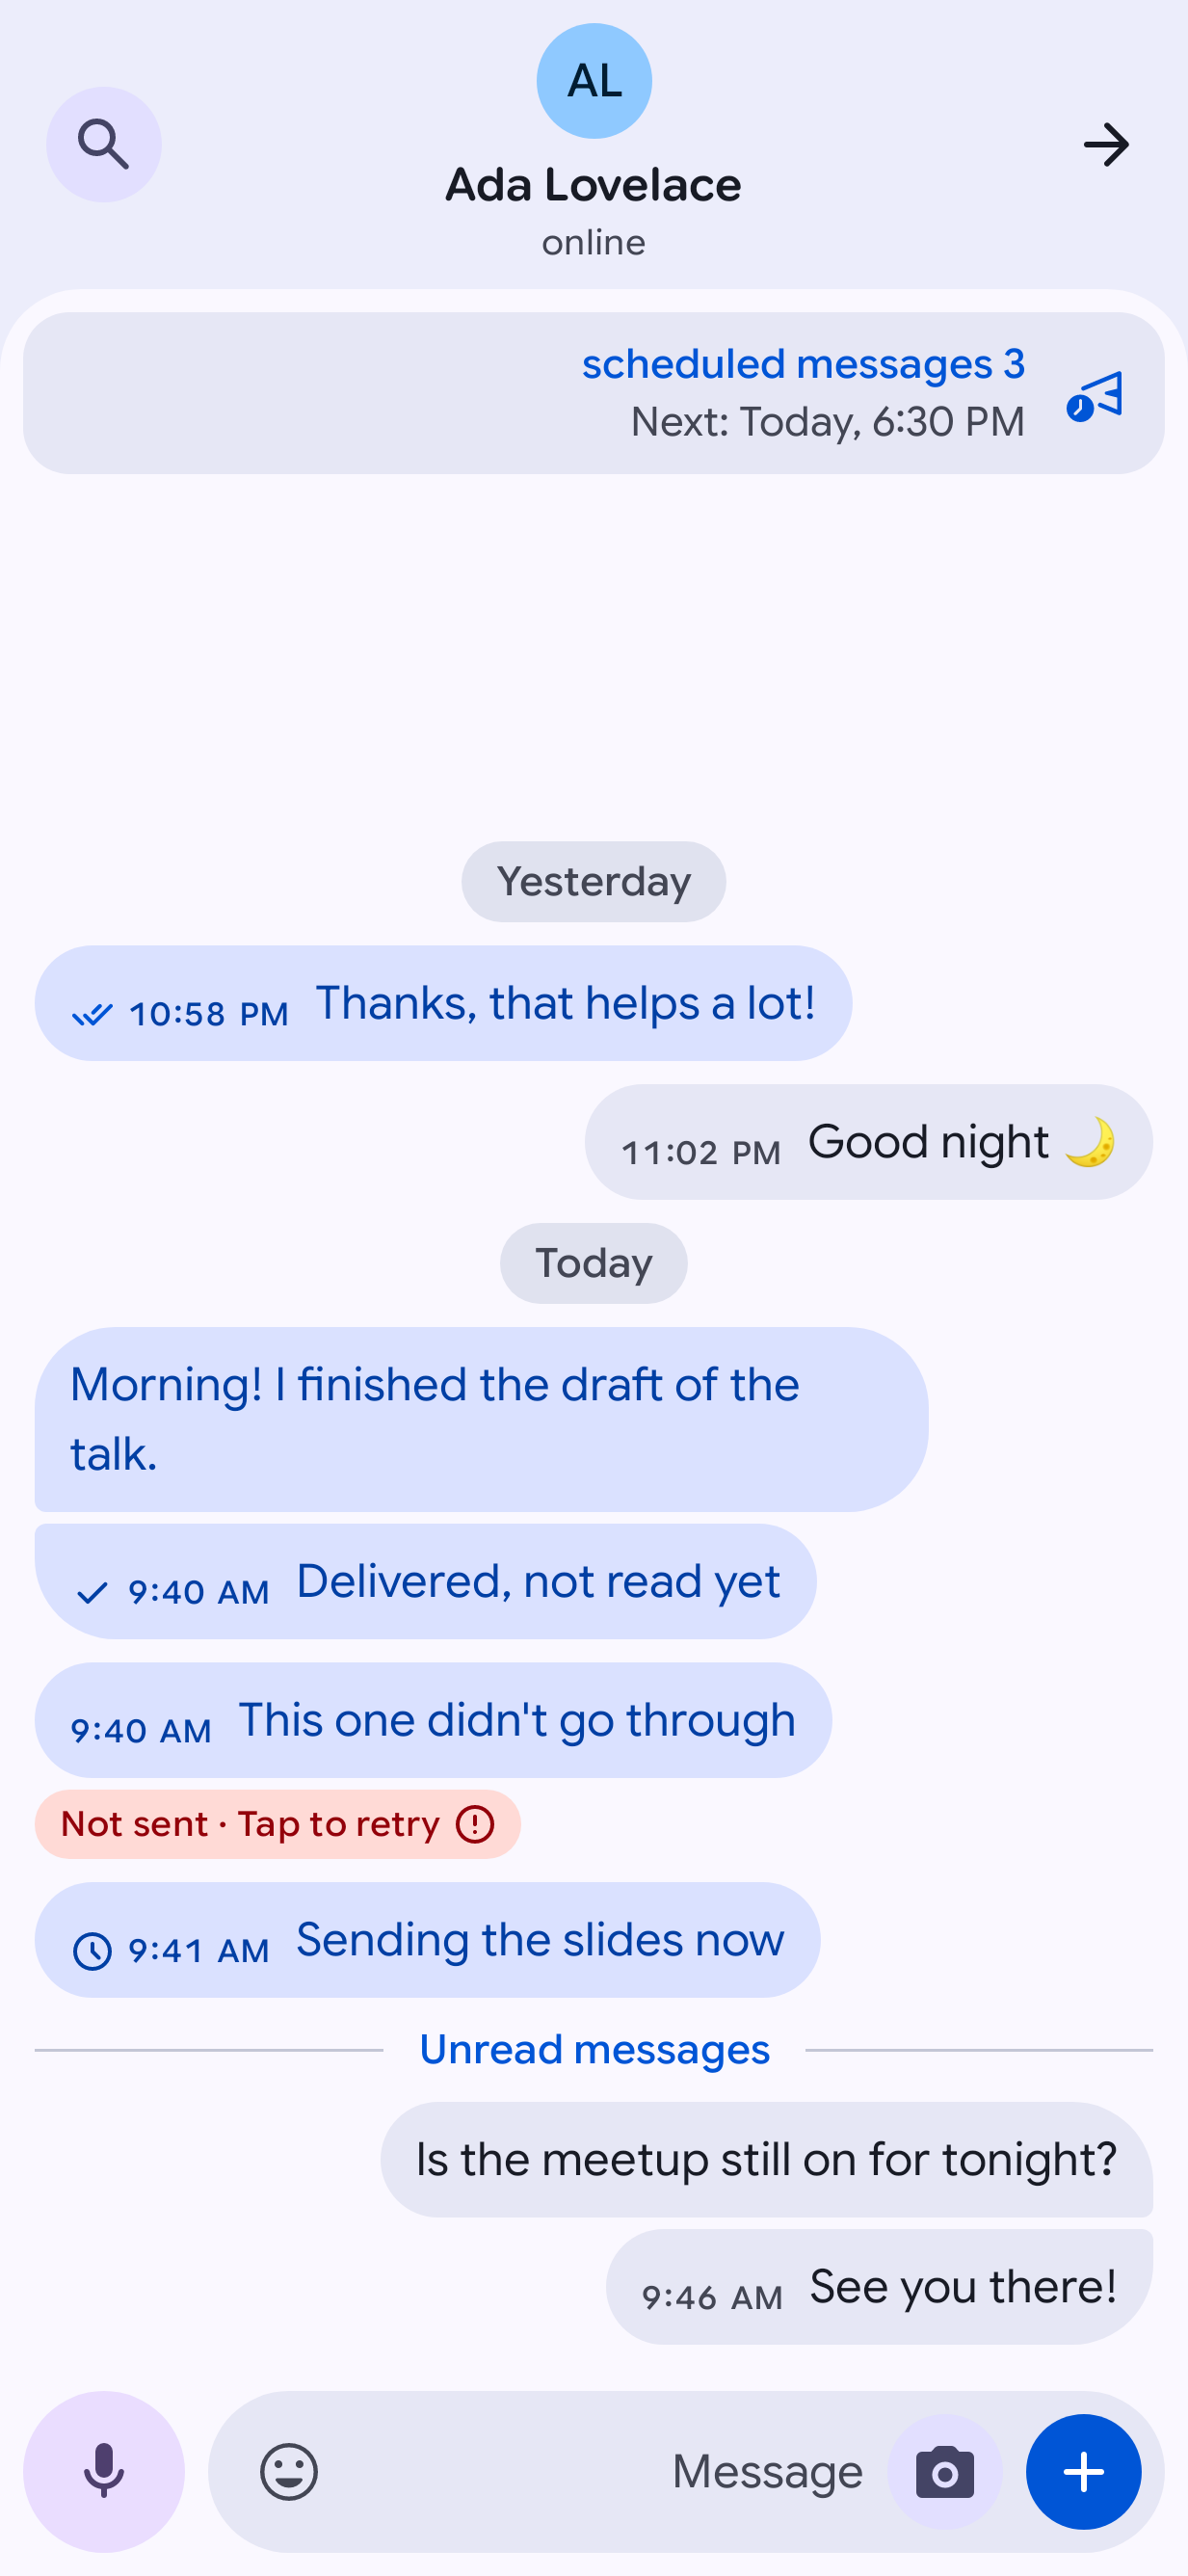 AL
Ada Lovelace
online
scheduled messages 3
Next: Today, 6:30 PM
Yesterday
10:58 PM Thanks, that helps a lot!
11:02 PM Good night 🌙
Today
Morning! I finished the draft of the
talk.
9:40 AM Delivered, not read yet
9:40 AM This one didn't go through
Not sent · Tap to retry
9:41 AM Sending the slides now
Unread messages
Is the meetup still on for tonight?
9:46 AM See you there!
Message